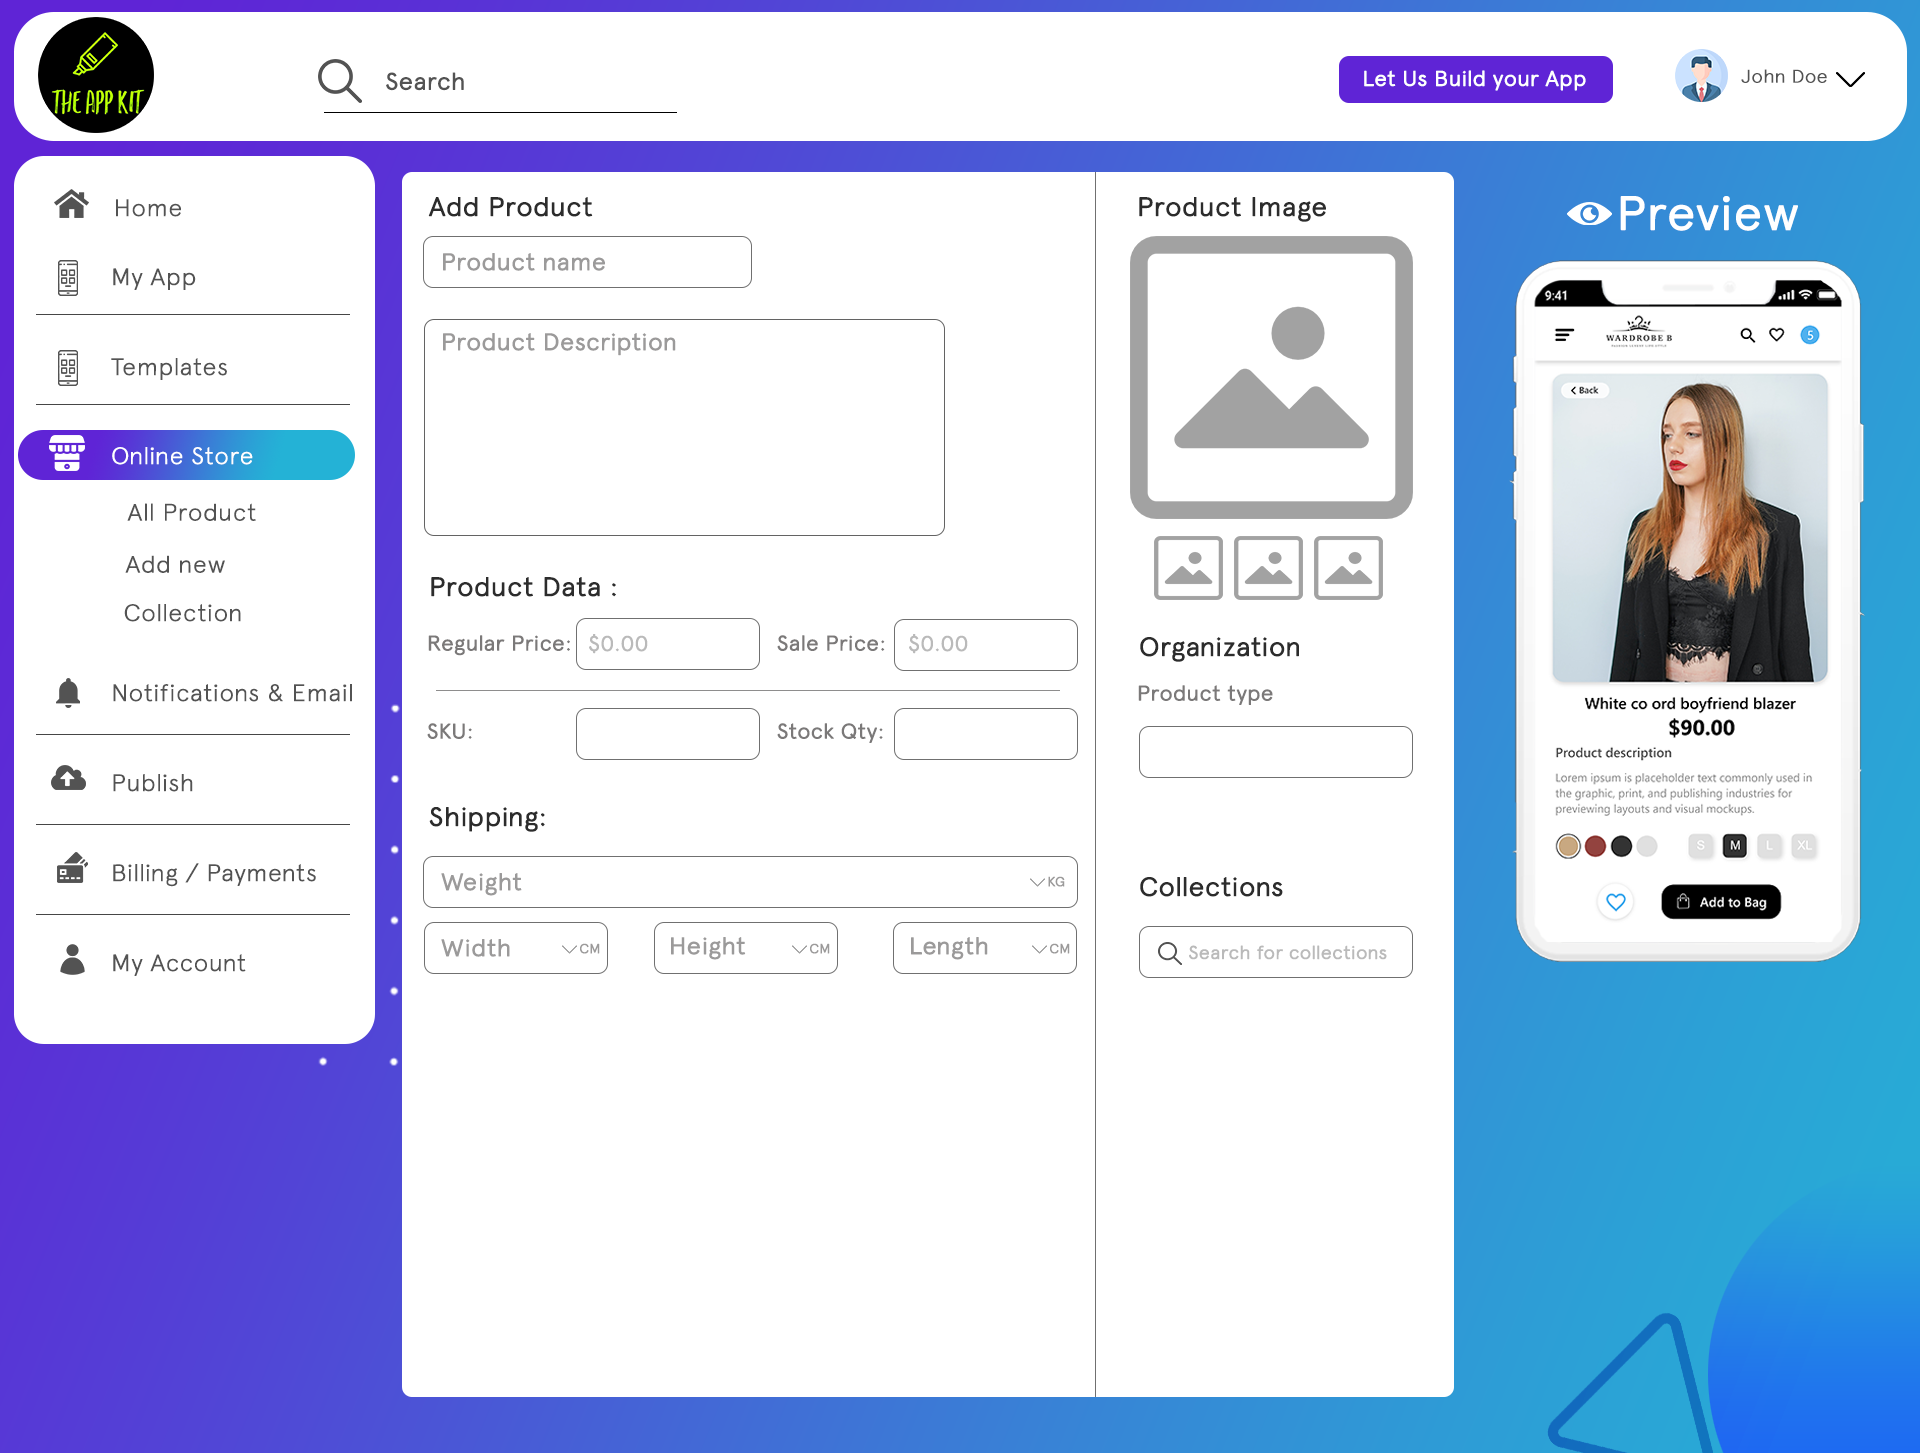 THE APP KIT
Search
Let Us Build your App
John Doe
Home
My App
Templates
Online Store
All Product
Add new
Collection
Notifications & Email
Publish
Billing / Payments
My Account
Add Product
Product name
Product Description
Product Data :
Regular Price: $0.00 Sale Price: $0.00
SKU: Stock Qty:
Shipping:
Weight KG
Width CM Height CM Length CM
Product Image
Organization
Product type
Collections
Search for collections
Preview
9:41
WARDROBE B
5
Back
White co ord boyfriend blazer
$90.00
Product description
Lorem ipsum is placeholder text commonly used in
the graphic, print, and publishing industries for
previewing layouts and visual mockups.
S M L XL
Add to Bag